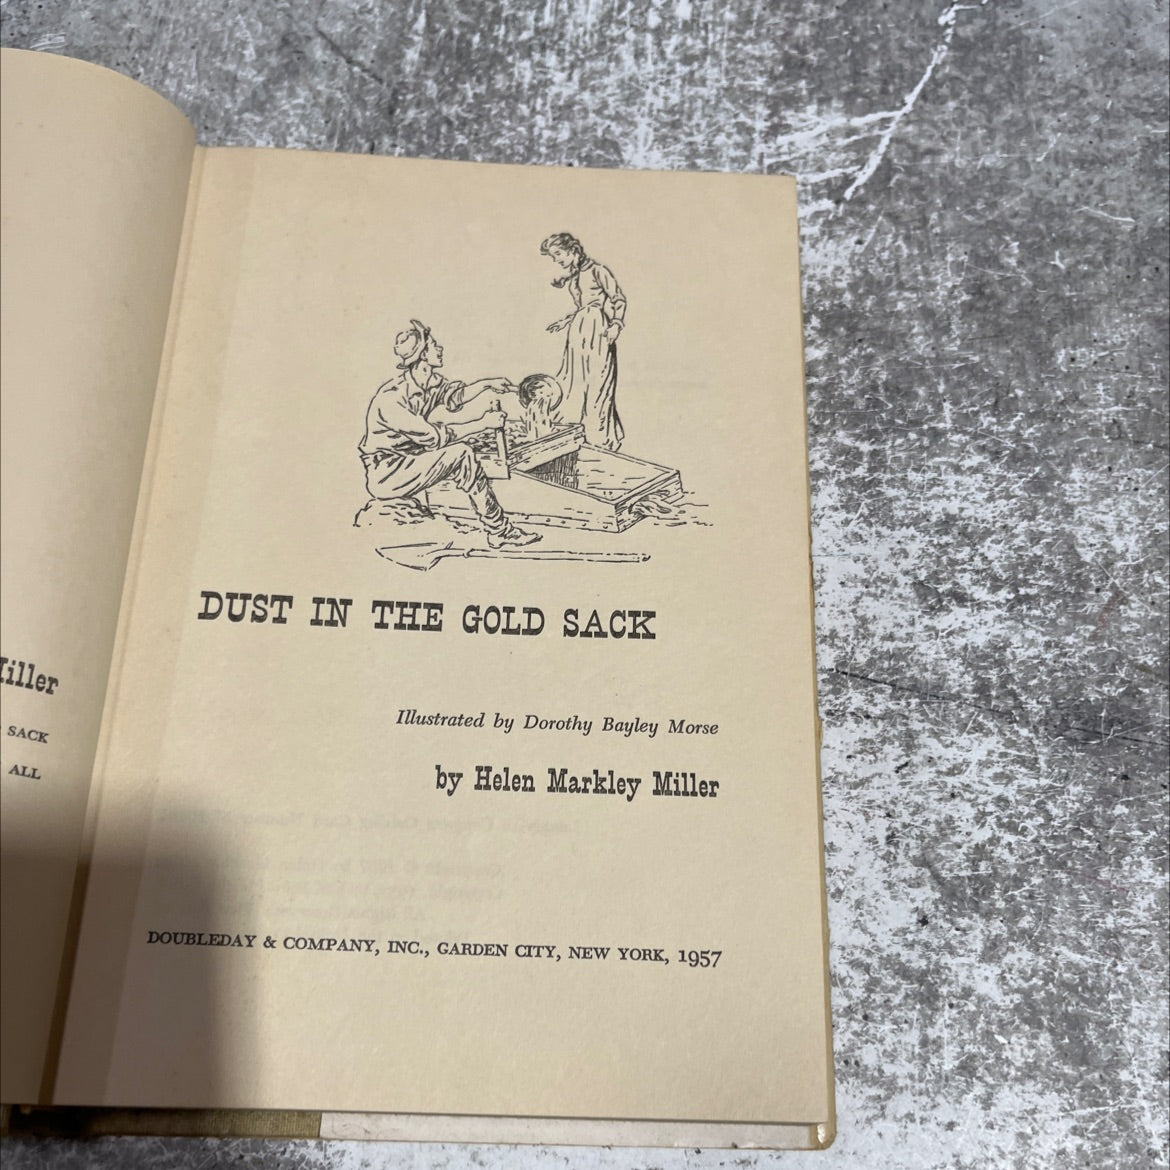 Miller
SACK
ALL
DUST IN THE GOLD SACK
Illustrated by Dorothy Bayley Morse
by Helen Markley Miller
DOUBLEDAY & COMPANY, INC., GARDEN CITY, NEW YORK, 1957